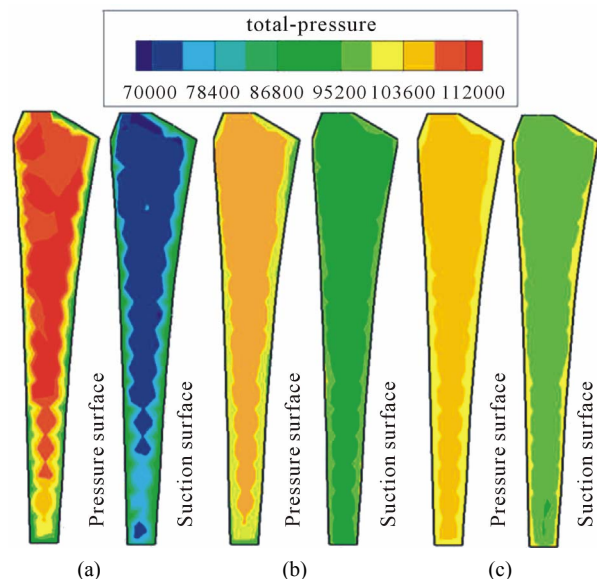 total-pressure
70000 78400 86800 95200 103600 112000
Pressure surface
Suction surface
Pressure surface
Suction surface
Pressure surface
Suction surface
(a) (b) (c)